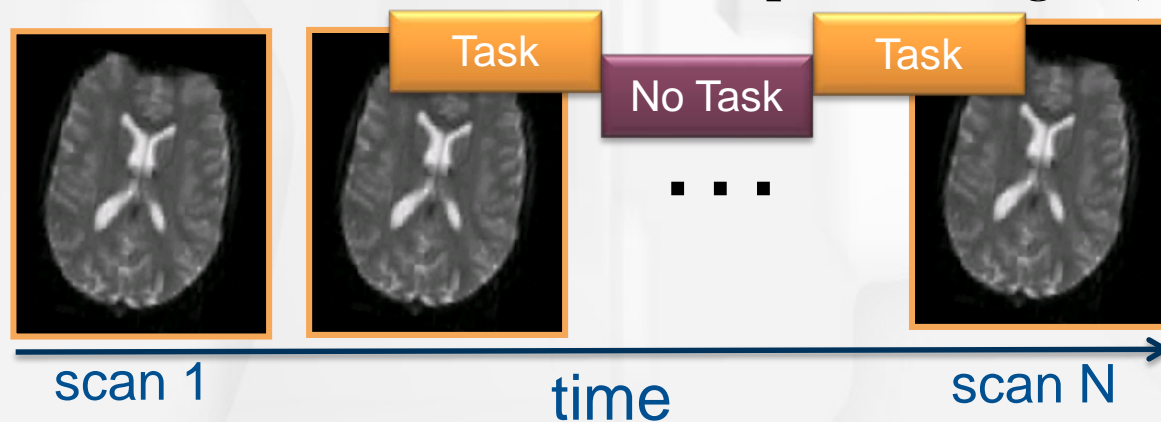 Task
Task
No Task
. . .
scan 1
time
scan N